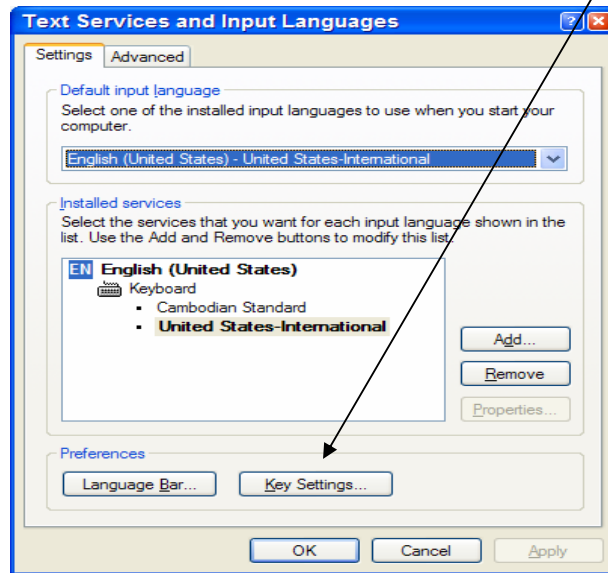 Text Services and Input Languages
Settings
Advanced
Default input language
Select one of the installed input languages to use when you start your
computer.
English (United States) - United States-International
Installed services
Select the services that you want for each input language shown in the
list. Use the Add and Remove buttons to modify this list.
EN English (United States)
Keyboard
• Cambodian Standard
• United States-International
Add...
Remove
Properties...
Preferences
Language Bar...
Key Settings...
OK
Cancel
Apply